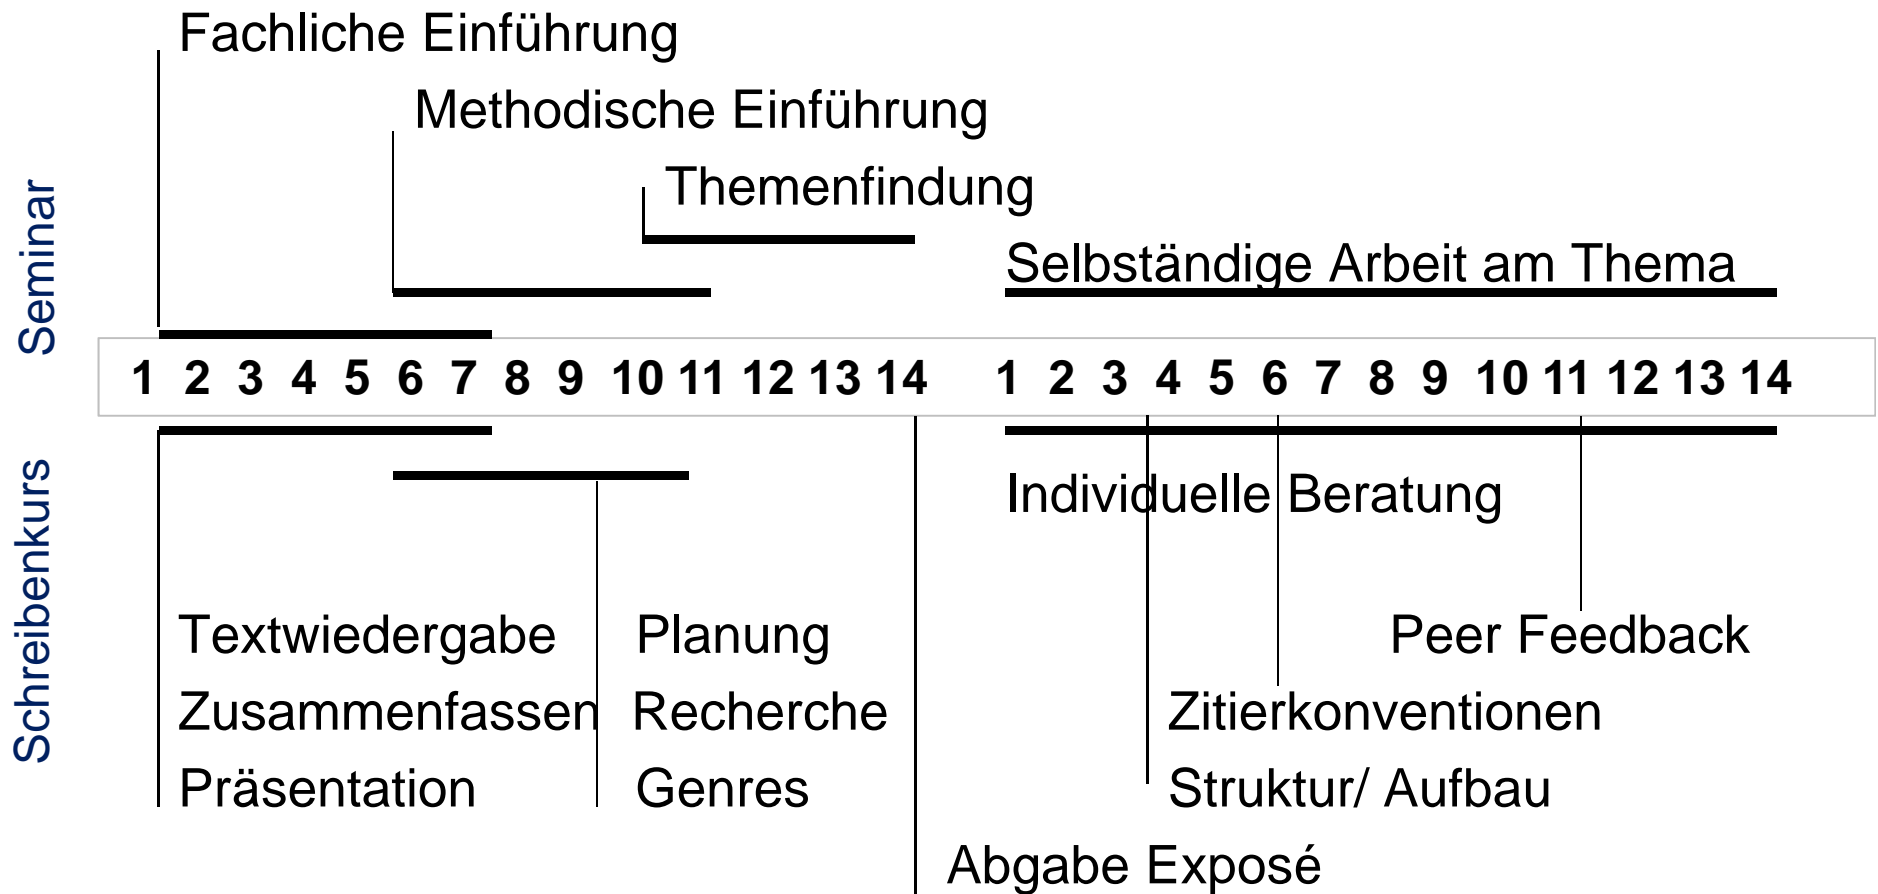 Fachliche Einführung
Methodische Einführung
Themenfindung
Selbständige Arbeit am Thema
Seminar
1 2 3 4 5 6 7 8 9 10 11 12 13 14 1 2 3 4 5 6 7 8 9 10 11 12 13 14
Schreibenkurs
Individuelle Beratung
Textwiedergabe Planung Peer Feedback
Zusammenfassen Recherche Zitierkonventionen
Präsentation Genres Struktur/ Aufbau
Abgabe Exposé